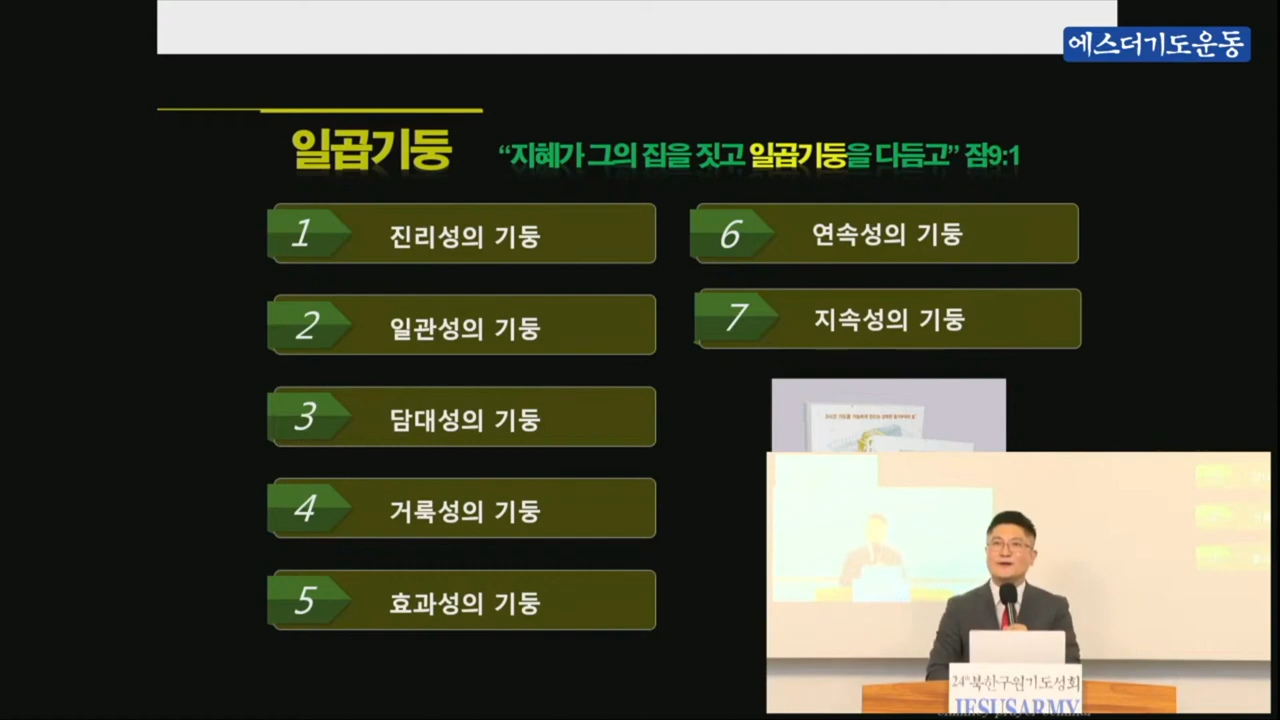 에스더기도운동
일곱기둥 “지혜가 그의 집을 짓고 일곱기둥을 다듬고” 잠9:1
1 진리성의 기둥
2 일관성의 기둥
3 담대성의 기둥
4 거룩성의 기둥
5 효과성의 기둥
6 연속성의 기둥
7 지속성의 기둥
24th 북한구원기도성회
JESUSARMY